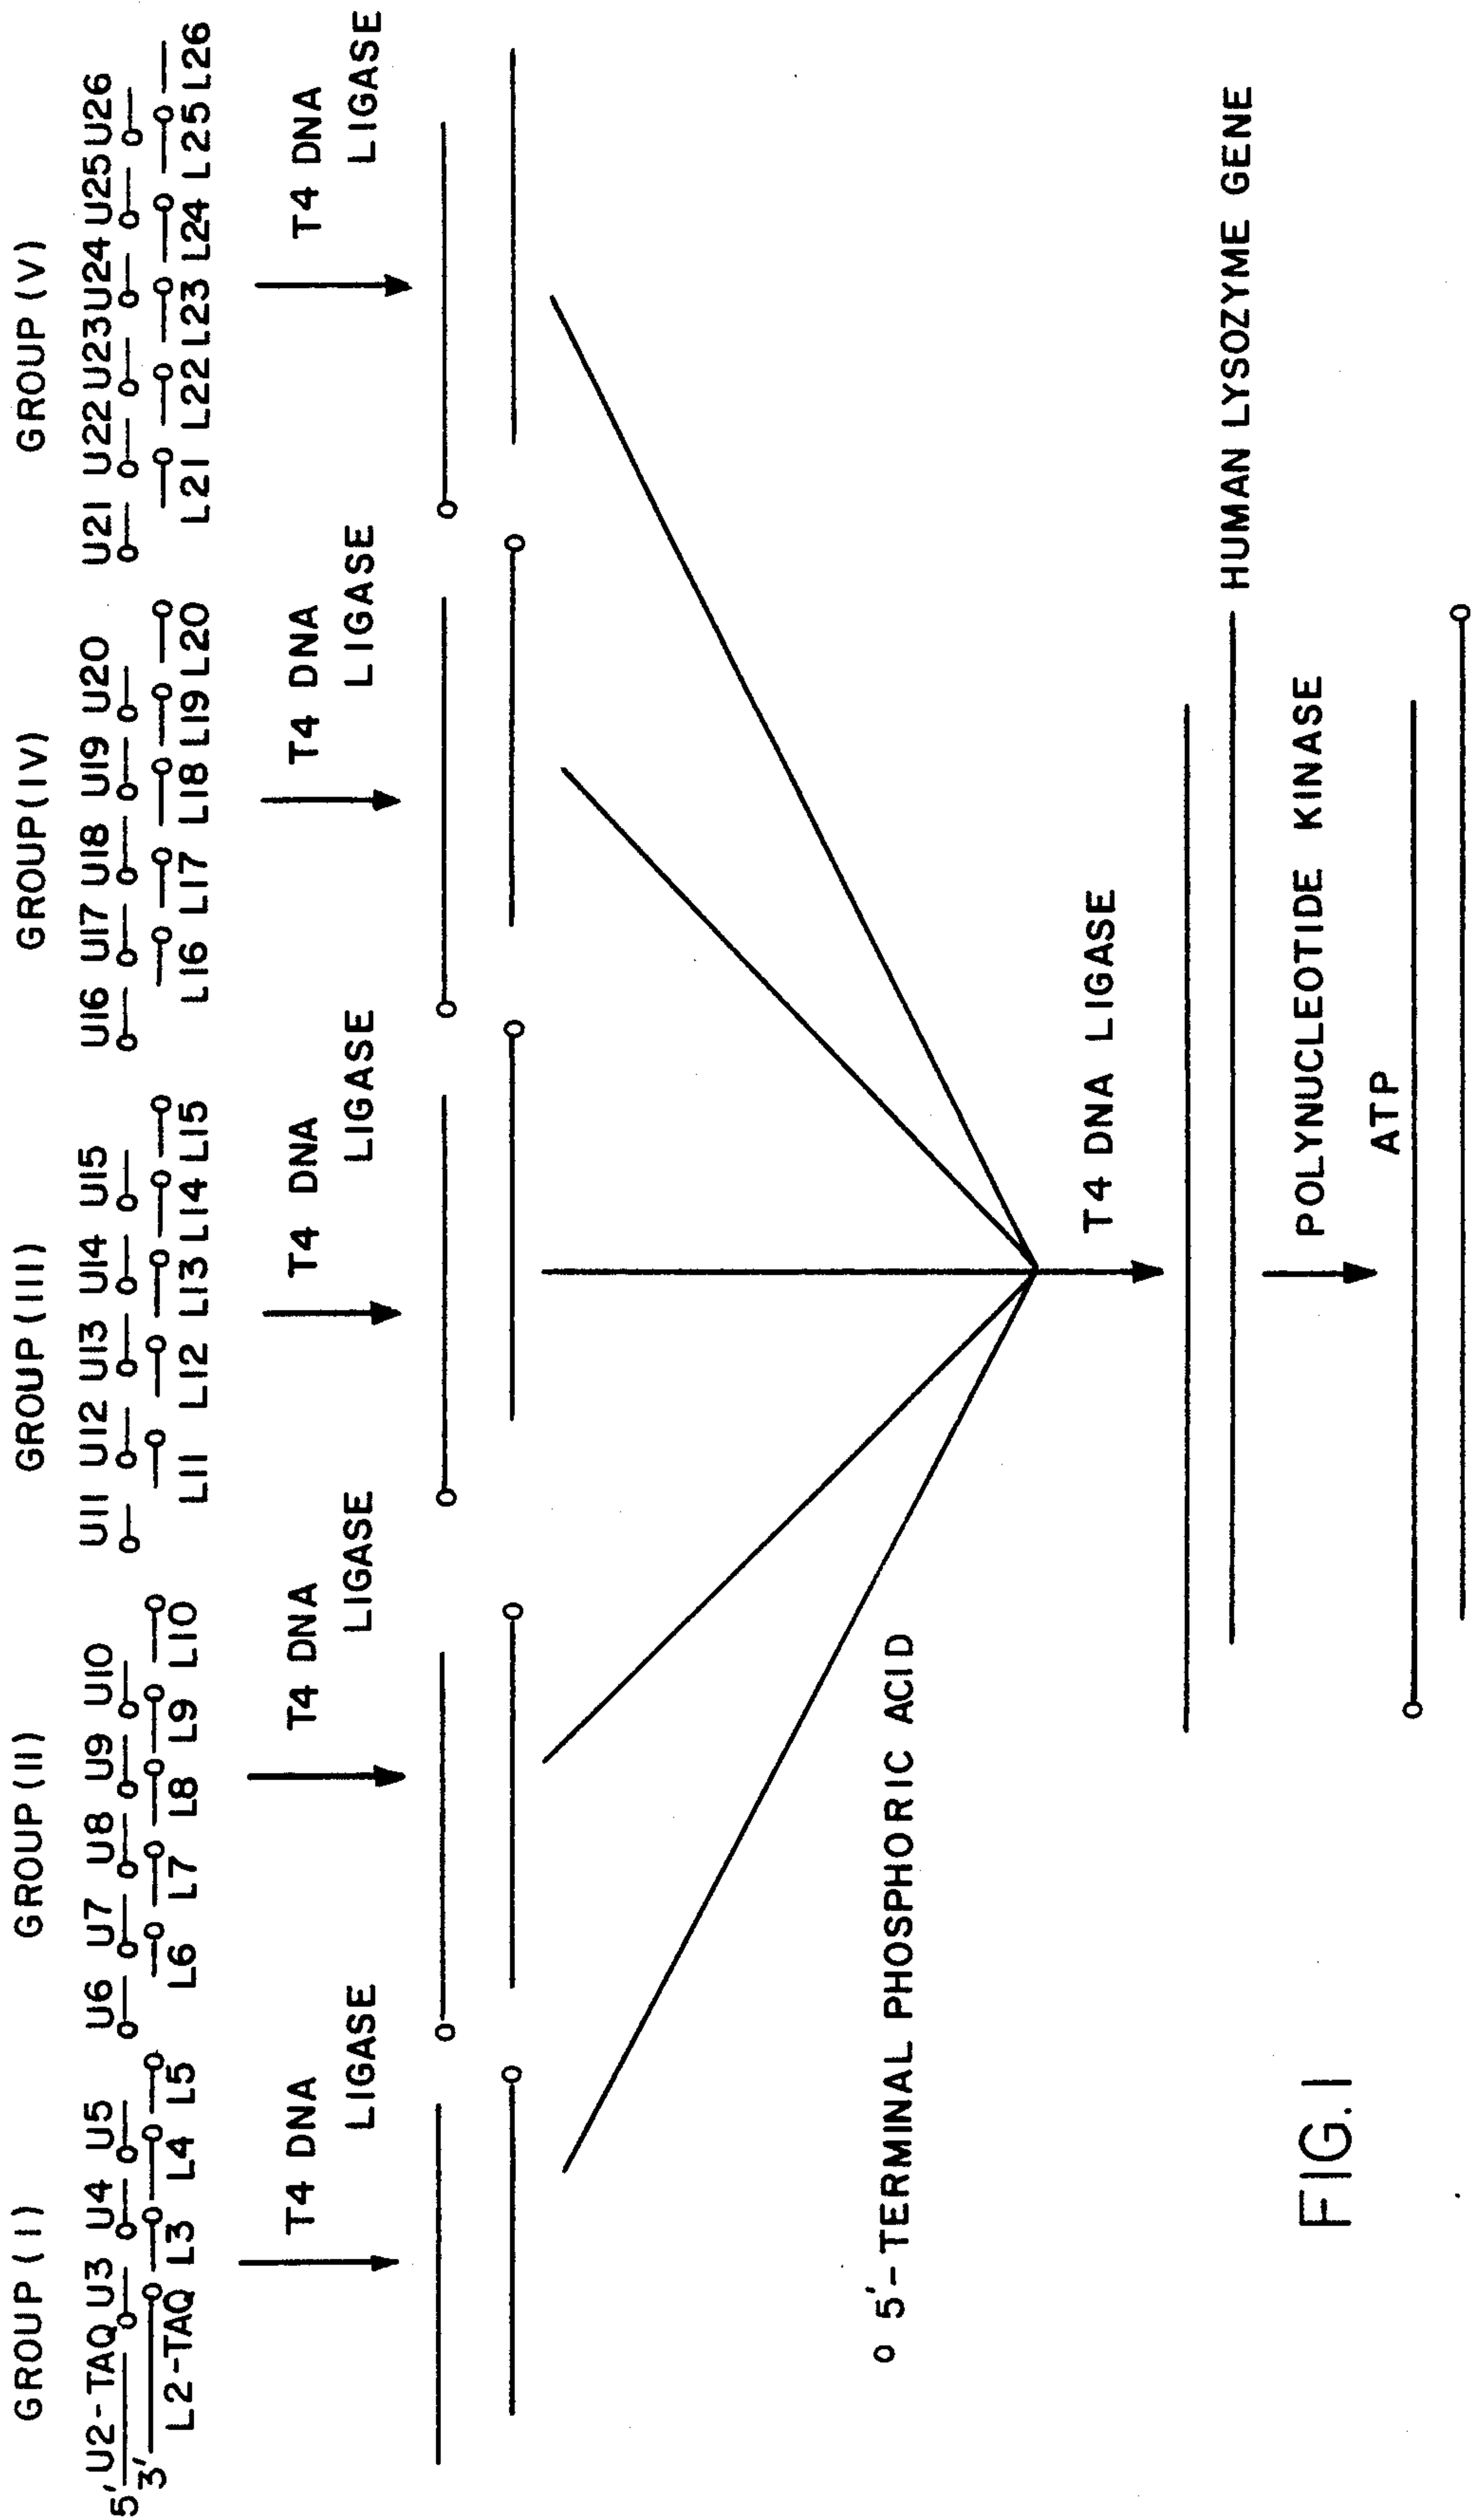 GROUP (I) GROUP (II) GROUP (III) GROUP (IV) GROUP (V)
U2-TAQ U3 U4 U5 U6 U7 U8 U9 U10 U11 U12 U13 U14 U15 U16 U17 U18 U19 U20 U21 U22 U23 U24 U25 U26
5'
3'
L2-TAQ L3 L4 L5 L6 L7 L8 L9 L10 L11 L12 L13 L14 L15 L16 L17 L18 L19 L20 L21 L22 L23 L24 L25 L26
T4 DNA T4 DNA T4 DNA T4 DNA T4 DNA
LIGASE LIGASE LIGASE LIGASE LIGASE
o 5'-TERMINAL PHOSPHORIC ACID
T4 DNA LIGASE
HUMAN LYSOZYME GENE
POLYNUCLEOTIDE KINASE
ATP
FIG.1